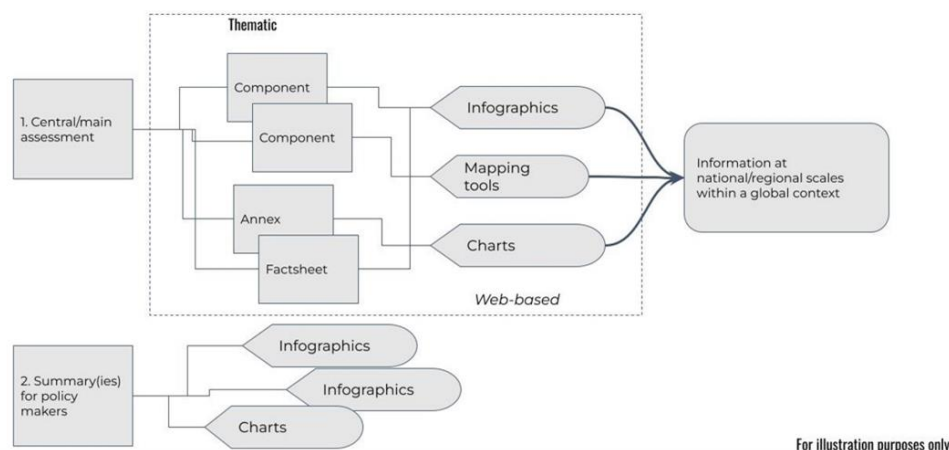 Thematic
1. Central/main
assessment
Component
Component
Annex
Factsheet
Infographics
Mapping
tools
Charts
Web-based
Information at
national/regional scales
within a global context
2. Summary(ies)
for policy
makers
Infographics
Infographics
Charts
For illustration purposes only